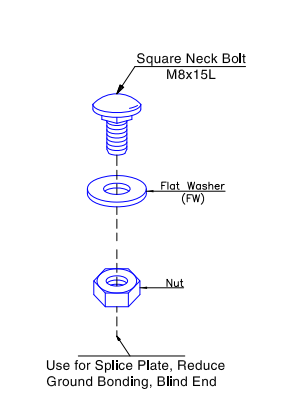 Square Neck Bolt
M8x15L
Flat Washer
(FW)
Nut
Use for Splice Plate, Reduce
Ground Bonding, Blind End